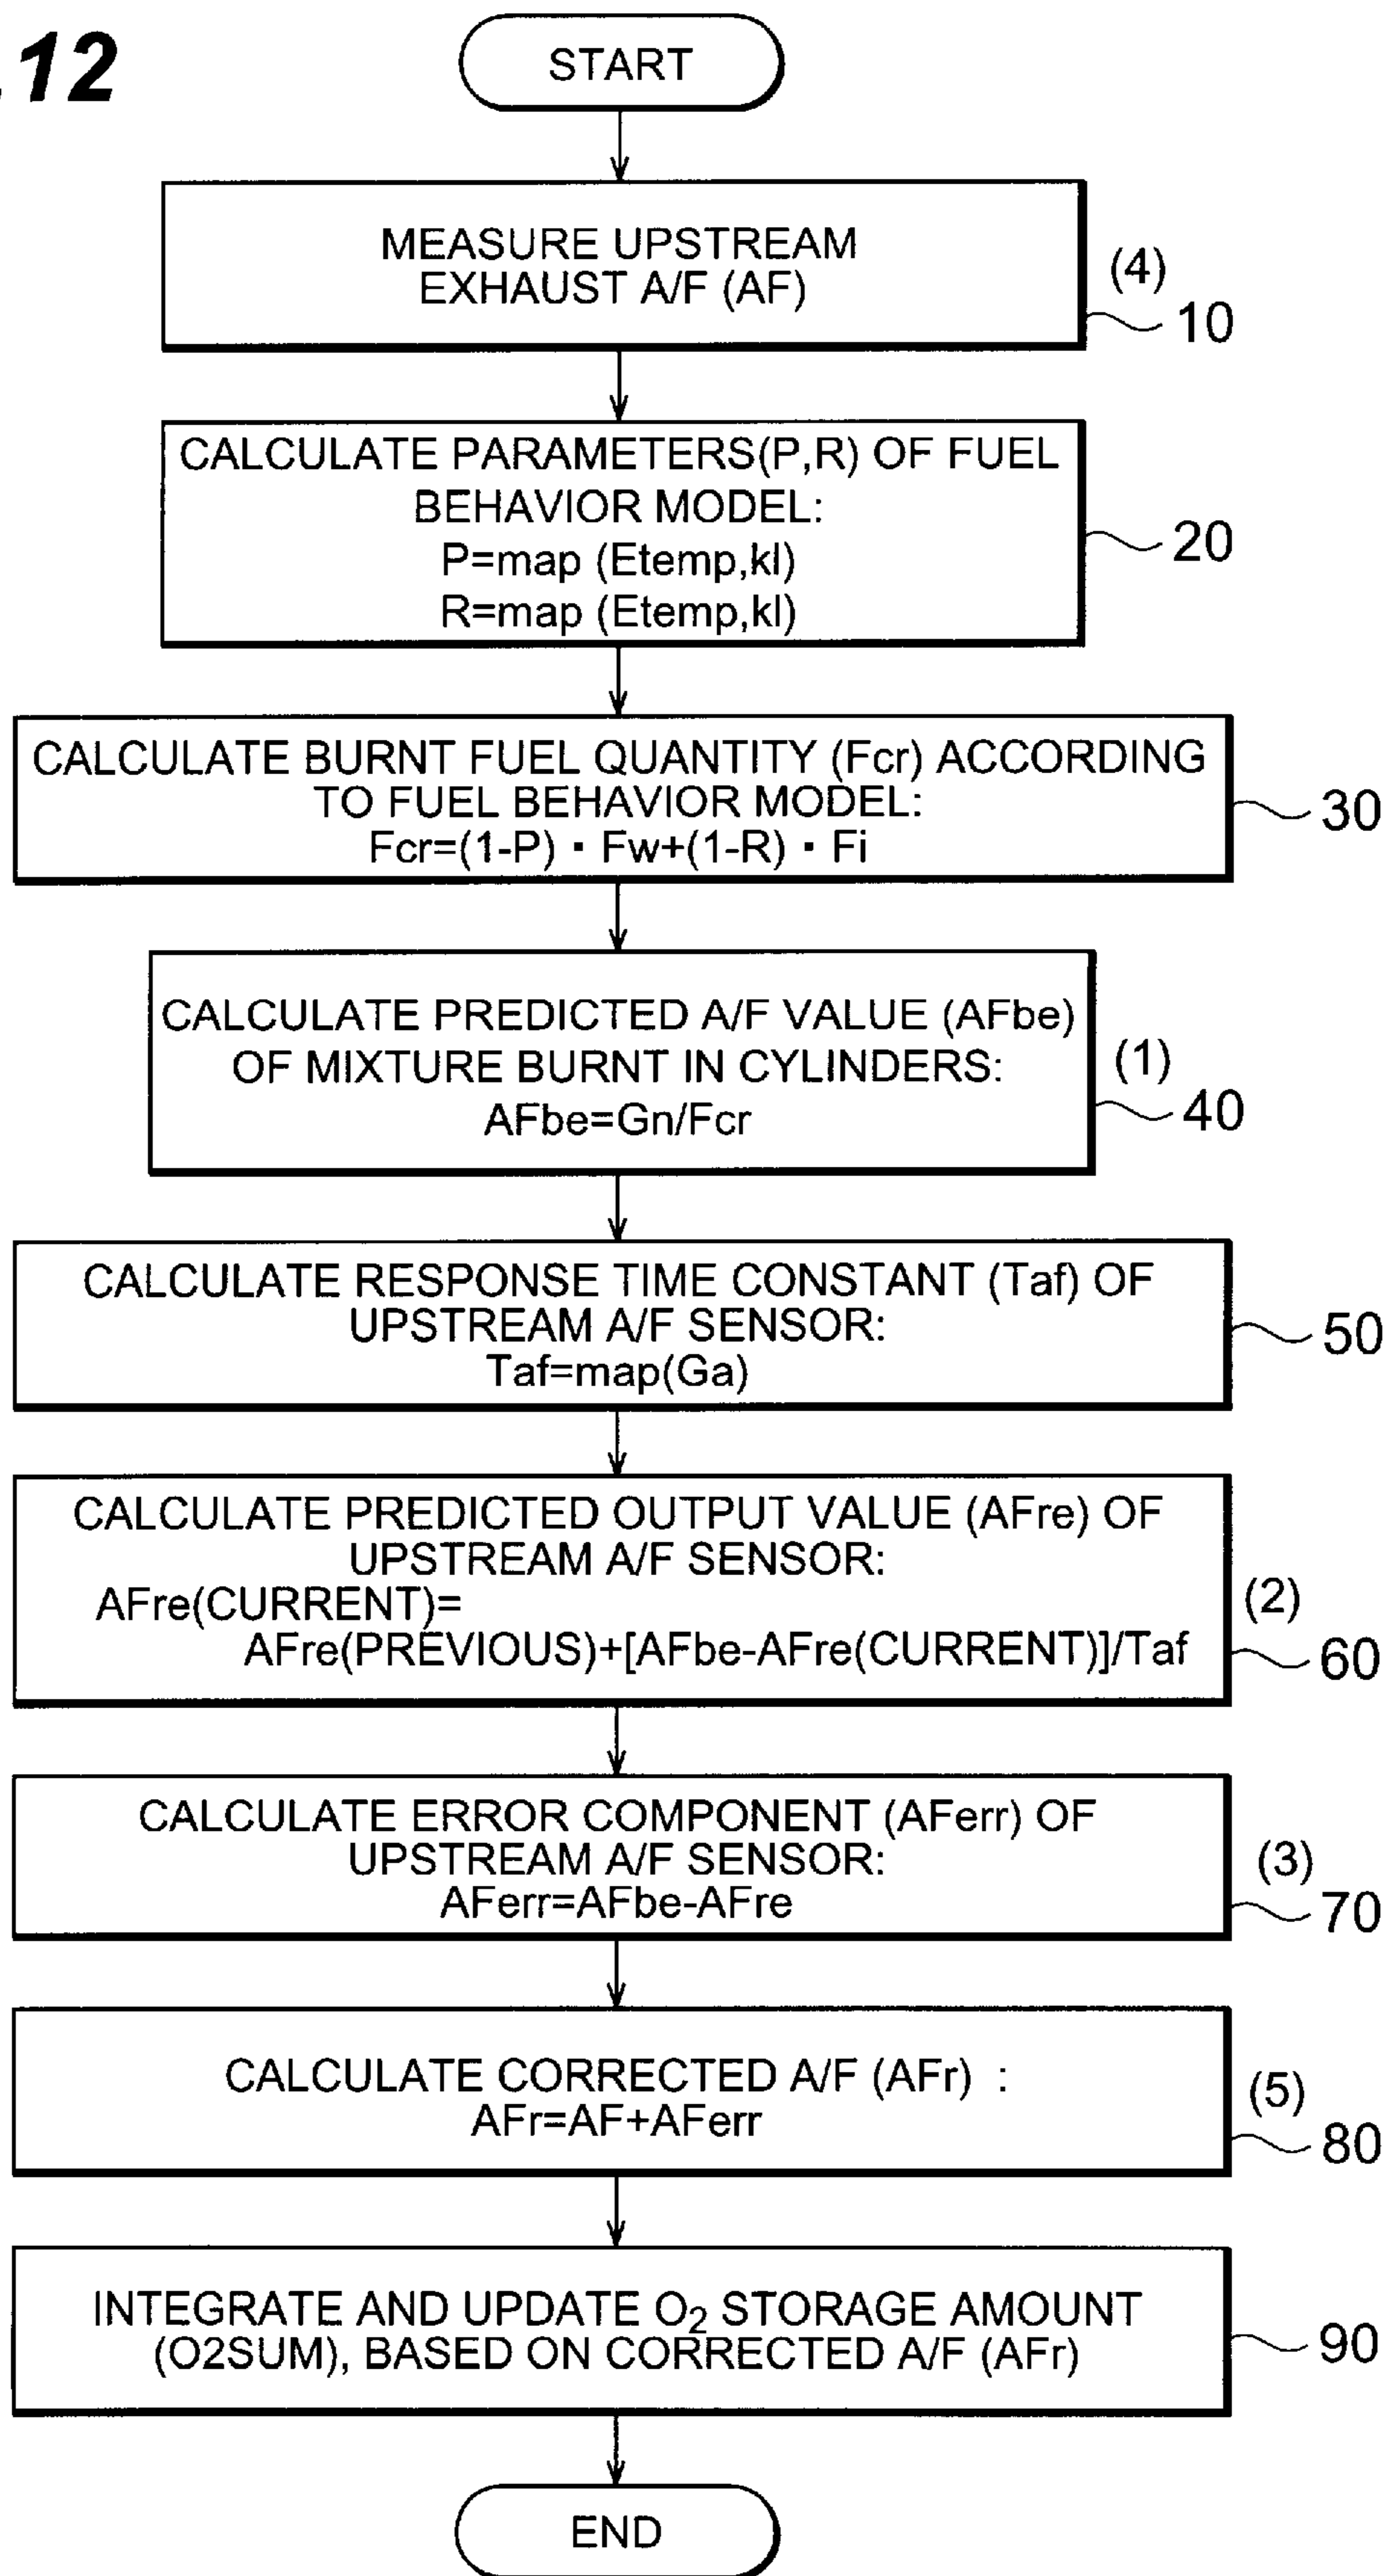 .12
START
MEASURE UPSTREAM
EXHAUST A/F (AF)
(4)
10
CALCULATE PARAMETERS(P,R) OF FUEL
BEHAVIOR MODEL:
P=map (Etemp,kl)
R=map (Etemp,kl)
20
CALCULATE BURNT FUEL QUANTITY (Fcr) ACCORDING
TO FUEL BEHAVIOR MODEL:
Fcr=(1-P) · Fw+(1-R) · Fi
30
CALCULATE PREDICTED A/F VALUE (AFbe)
OF MIXTURE BURNT IN CYLINDERS:
AFbe=Gn/Fcr
(1)
40
CALCULATE RESPONSE TIME CONSTANT (Taf) OF
UPSTREAM A/F SENSOR:
Taf=map(Ga)
50
CALCULATE PREDICTED OUTPUT VALUE (AFre) OF
UPSTREAM A/F SENSOR:
AFre(CURRENT)=
AFre(PREVIOUS)+[AFbe-AFre(CURRENT)]/Taf
(2)
60
CALCULATE ERROR COMPONENT (AFerr) OF
UPSTREAM A/F SENSOR:
AFerr=AFbe-AFre
(3)
70
CALCULATE CORRECTED A/F (AFr) :
AFr=AF+AFerr
(5)
80
INTEGRATE AND UPDATE O2 STORAGE AMOUNT
(O2SUM), BASED ON CORRECTED A/F (AFr)
90
END